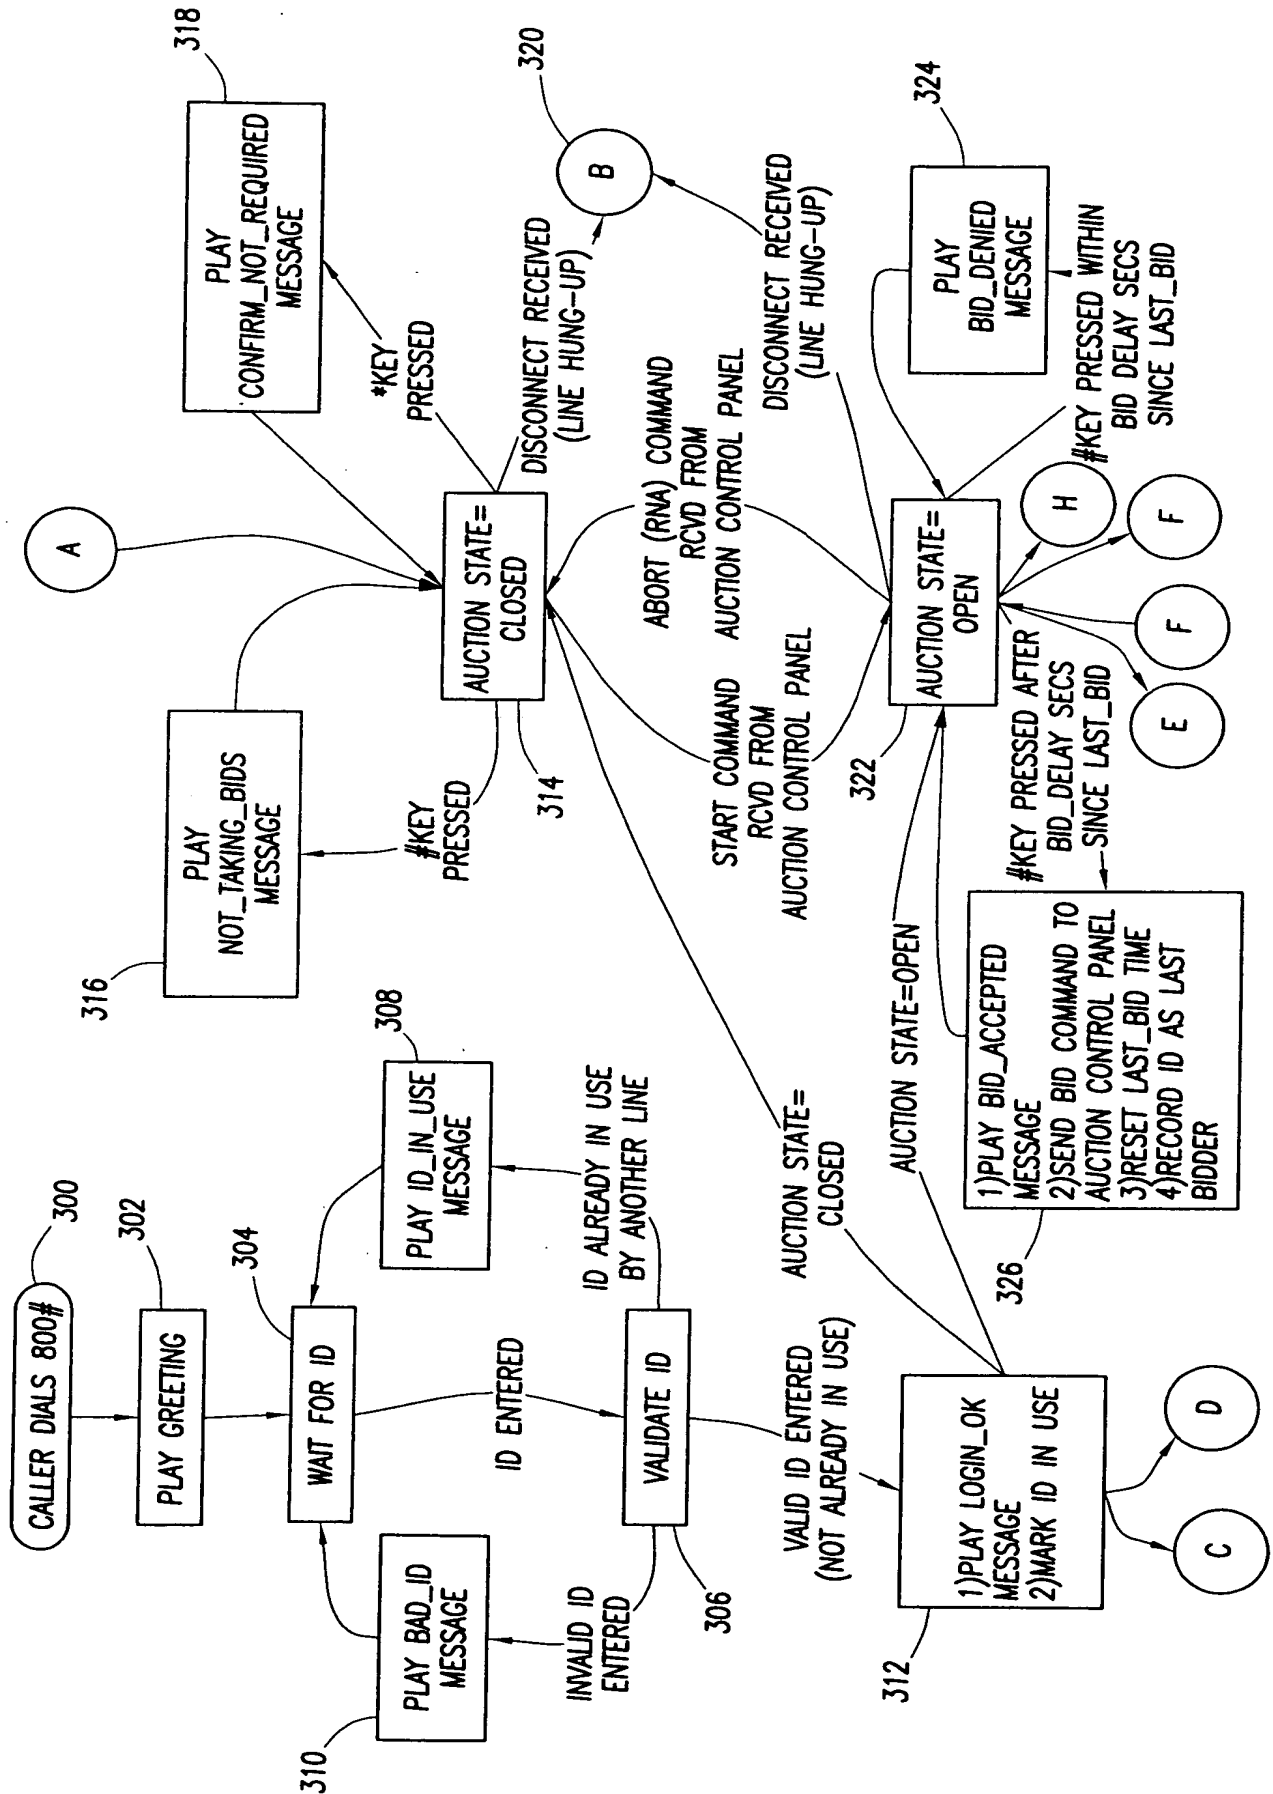 CALLER DIALS 800#
300
PLAY GREETING
302
WAIT FOR ID
304
PLAY BAD_ID
MESSAGE
310
PLAY ID_IN_USE
MESSAGE
308
ID ENTERED
INVALID ID
ENTERED
ID ALREADY IN USE
BY ANOTHER LINE
VALIDATE ID
306
VALID ID ENTERED
(NOT ALREADY IN USE)
1)PLAY LOGIN_OK
MESSAGE
2)MARK ID IN USE
312
C
D
AUCTION STATE=
CLOSED
AUCTION STATE=OPEN
A
PLAY
NOT_TAKING_BIDS
MESSAGE
316
PLAY
CONFIRM_NOT_REQUIRED
MESSAGE
318
#KEY
PRESSED
*KEY
PRESSED
AUCTION STATE=
CLOSED
314
DISCONNECT RECEIVED
(LINE HUNG-UP)
B
320
START COMMAND
RCVD FROM
AUCTION CONTROL PANEL
ABORT (RNA) COMMAND
RCVD FROM
AUCTION CONTROL PANEL
DISCONNECT RECEIVED
(LINE HUNG-UP)
AUCTION STATE=
OPEN
322
PLAY
BID_DENIED
MESSAGE
324
#KEY PRESSED AFTER
BID_DELAY SECS
SINCE LAST_BID
#KEY PRESSED WITHIN
BID DELAY SECS
SINCE LAST_BID
1)PLAY BID_ACCEPTED
MESSAGE
2)SEND BID COMMAND TO
AUCTION CONTROL PANEL
3)RESET LAST_BID TIME
4)RECORD ID AS LAST
BIDDER
326
H
E
F
F